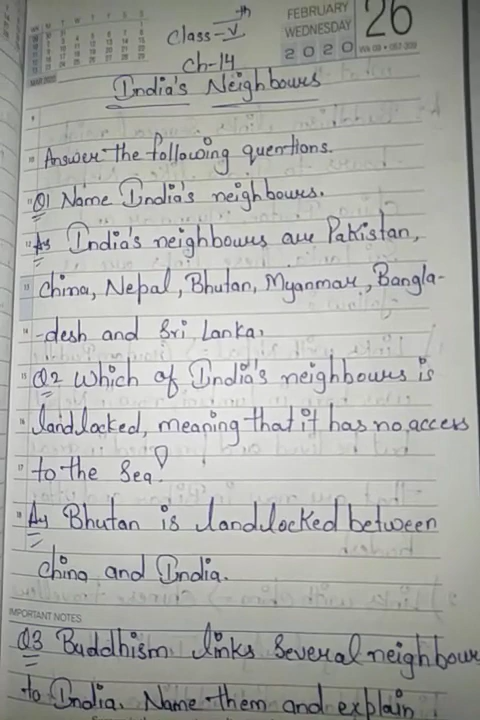 FEBRUARY
WEDNESDAY
2020
26
Class-Vth
Ch-14
India's Neighbours
Answer the following quentions.
Q1 Name India's neighbours.
As India's neighbours are Pakistan,
china, Nepal, Bhutan, Myanmar, Bangla-
-desh and Sri Lanka.
Q2 Which of India's neighbours is
landlocked, meaning that it has no access
to the Sea?
As Bhutan is landlocked between
china and India.
IMPORTANT NOTES
Q3 Buddhism links Several neighbour
to India. Name them and explain